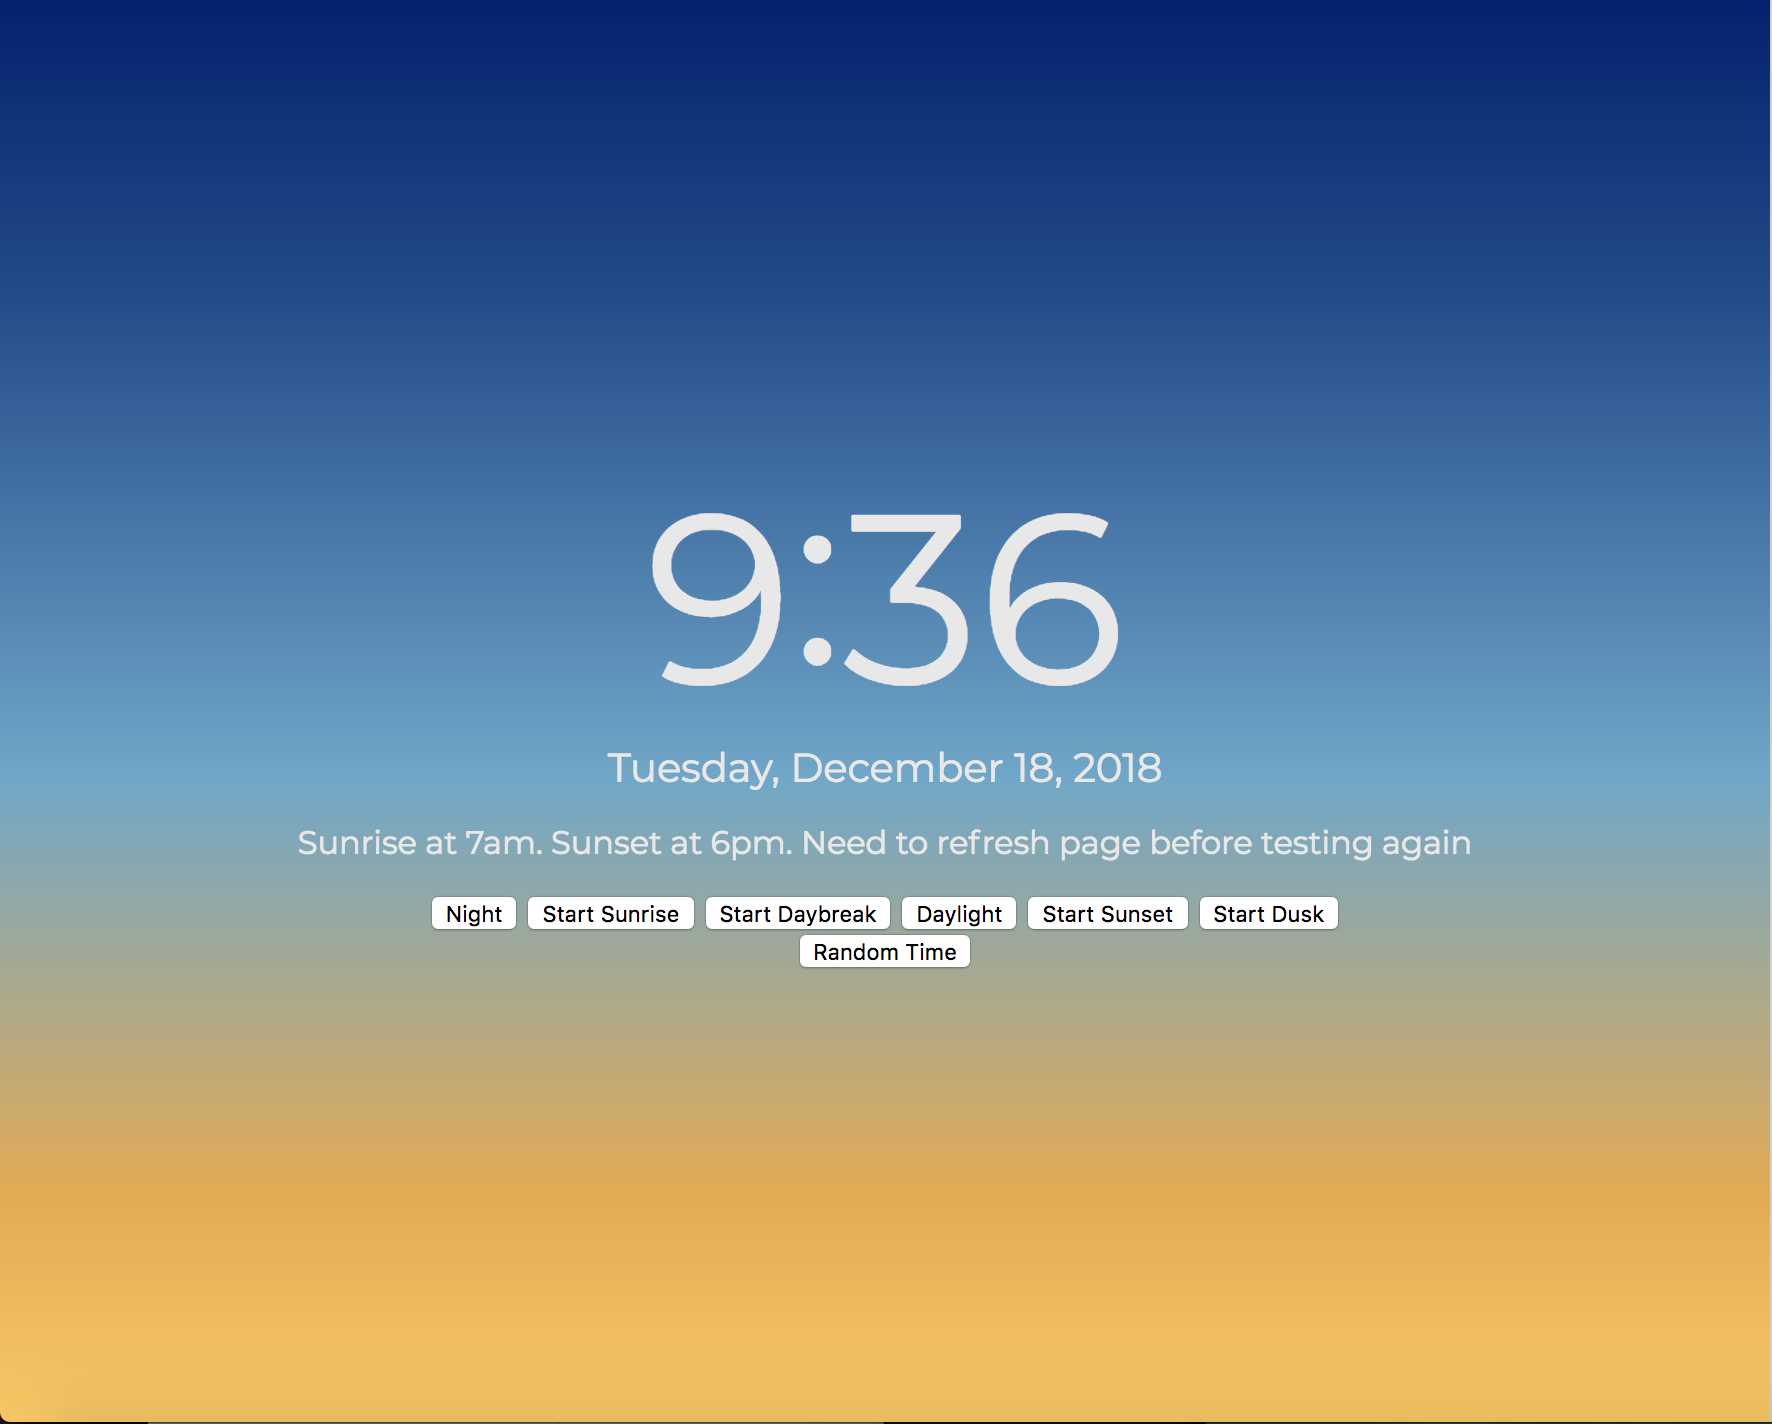 9:36
Tuesday, December 18, 2018
Sunrise at 7am. Sunset at 6pm. Need to refresh page before testing again
Night Start Sunrise Start Daybreak Daylight Start Sunset Start Dusk
Random Time